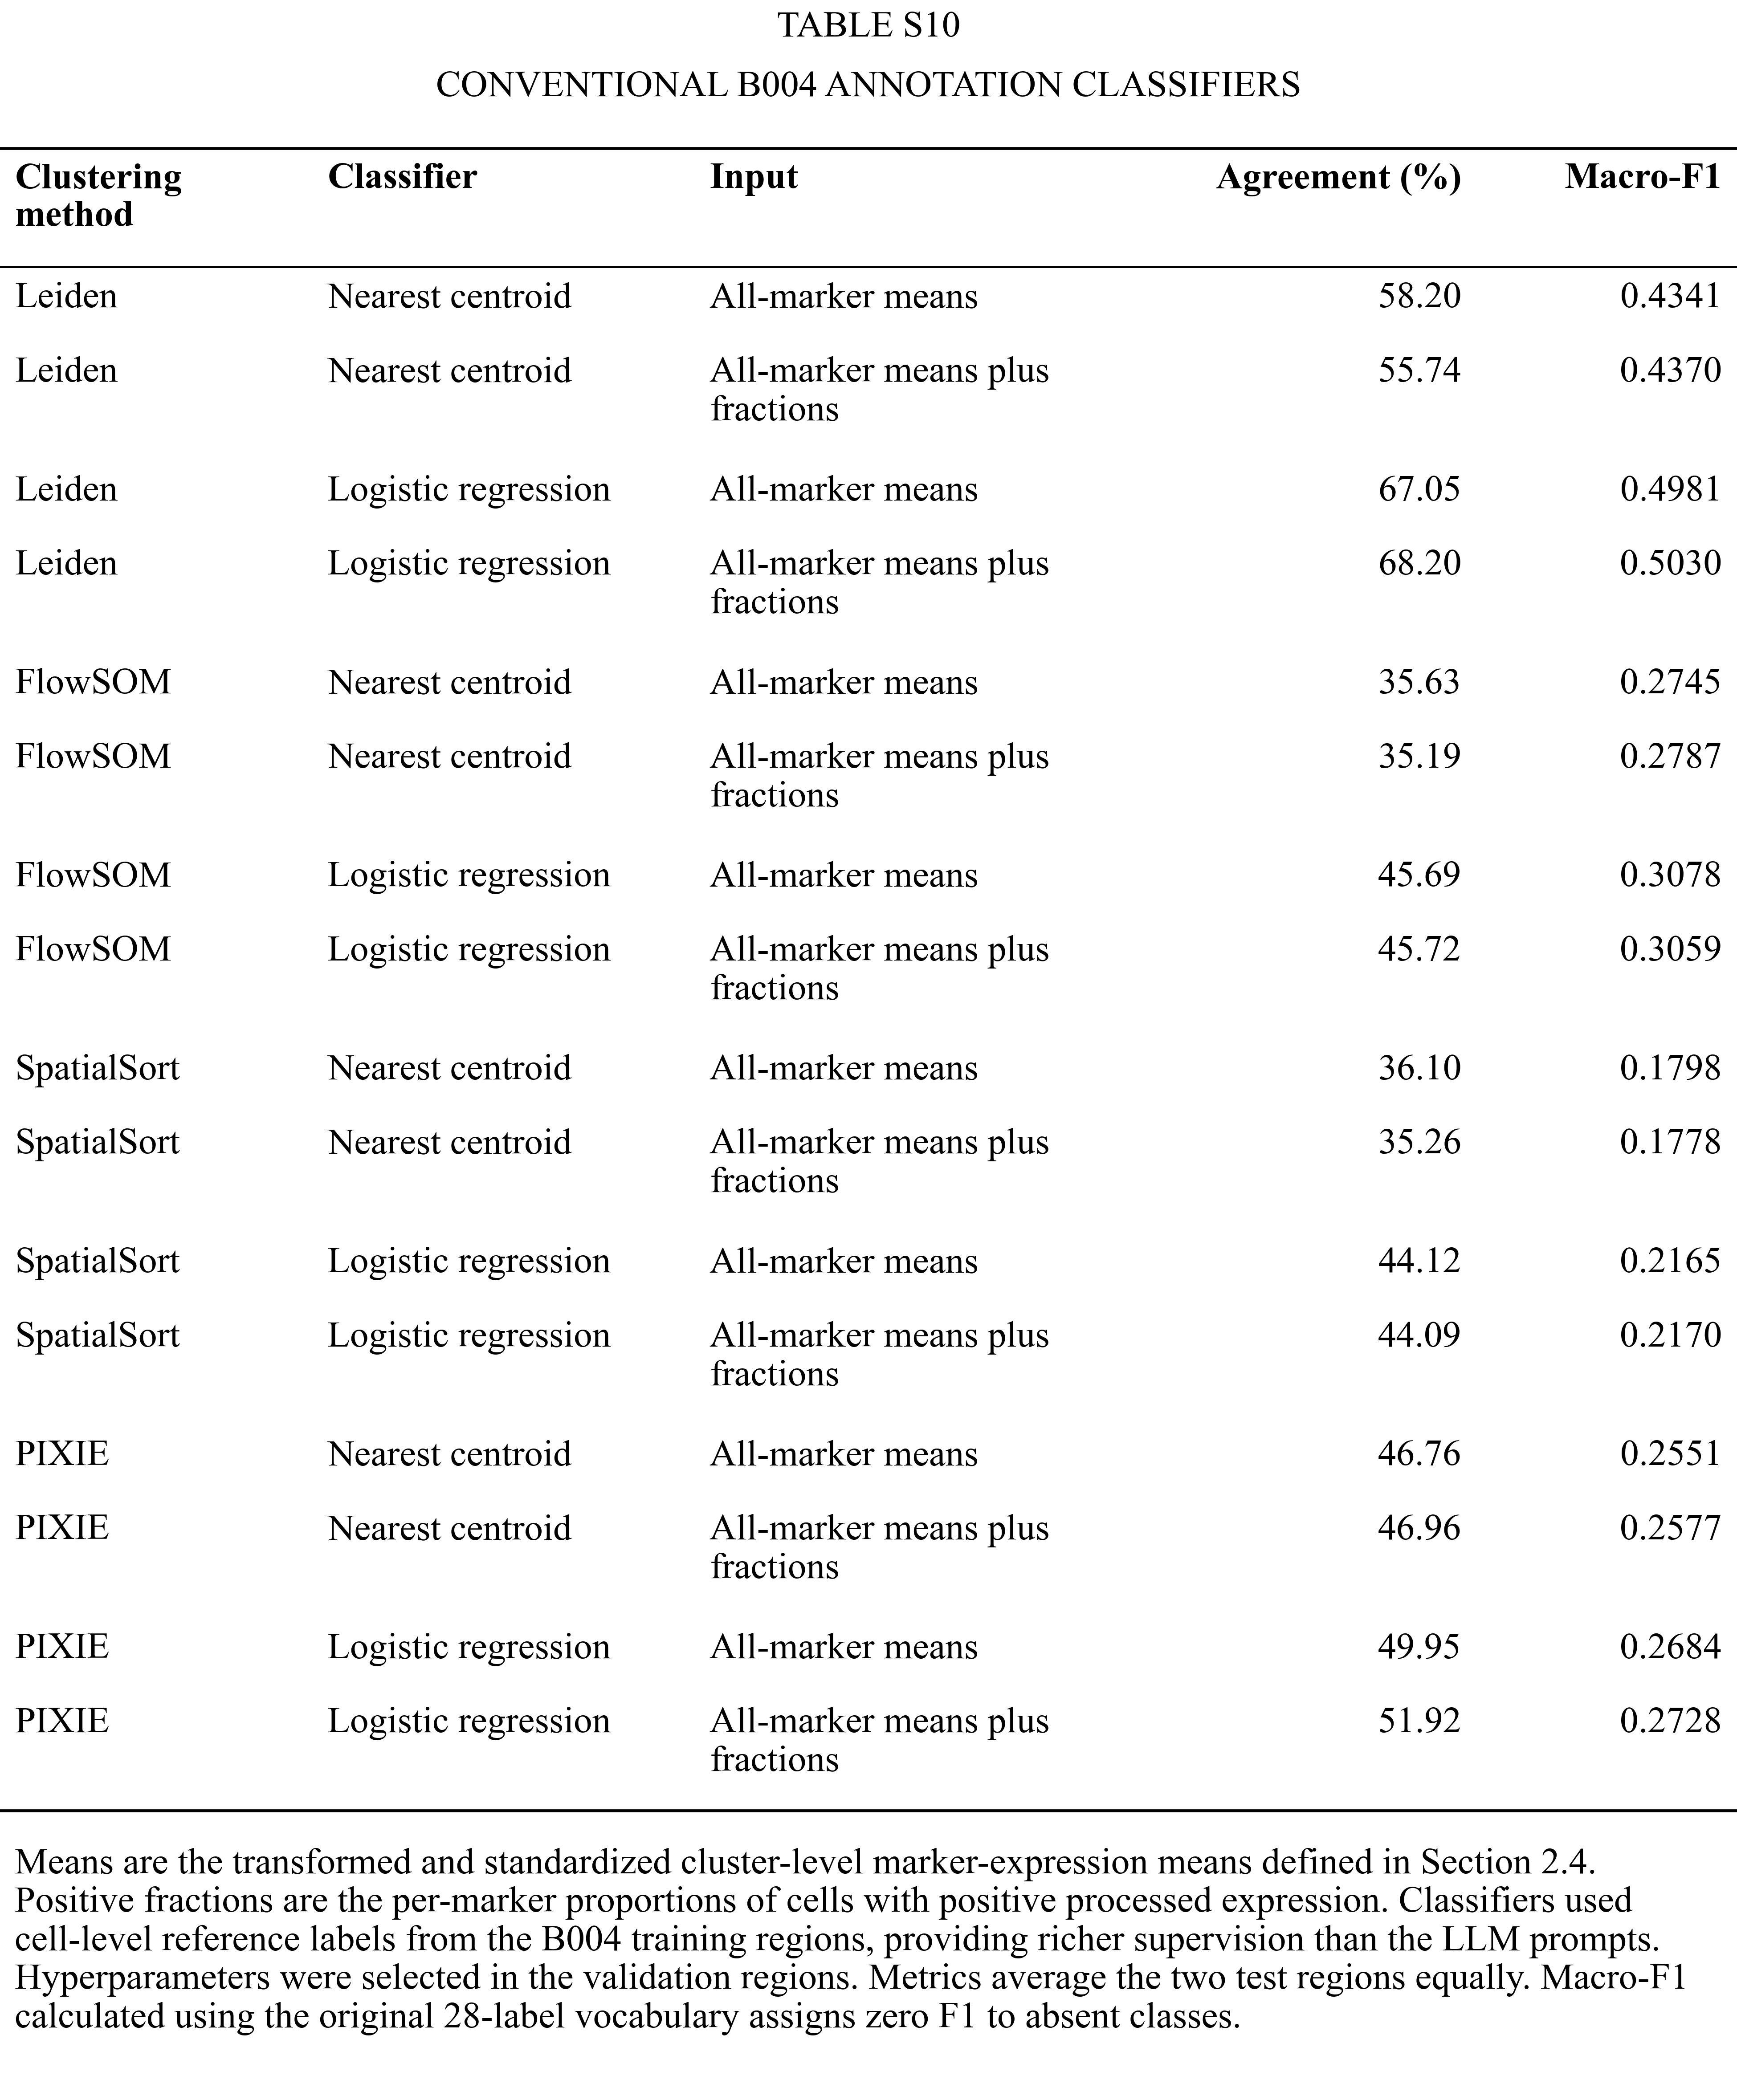 TABLE S10
CONVENTIONAL B004 ANNOTATION CLASSIFIERS
Clustering method Classifier Input Agreement (%) Macro-F1
Leiden Nearest centroid All-marker means 58.20 0.4341
Leiden Nearest centroid All-marker means plus fractions 55.74 0.4370
Leiden Logistic regression All-marker means 67.05 0.4981
Leiden Logistic regression All-marker means plus fractions 68.20 0.5030
FlowSOM Nearest centroid All-marker means 35.63 0.2745
FlowSOM Nearest centroid All-marker means plus fractions 35.19 0.2787
FlowSOM Logistic regression All-marker means 45.69 0.3078
FlowSOM Logistic regression All-marker means plus fractions 45.72 0.3059
SpatialSort Nearest centroid All-marker means 36.10 0.1798
SpatialSort Nearest centroid All-marker means plus fractions 35.26 0.1778
SpatialSort Logistic regression All-marker means 44.12 0.2165
SpatialSort Logistic regression All-marker means plus fractions 44.09 0.2170
PIXIE Nearest centroid All-marker means 46.76 0.2551
PIXIE Nearest centroid All-marker means plus fractions 46.96 0.2577
PIXIE Logistic regression All-marker means 49.95 0.2684
PIXIE Logistic regression All-marker means plus fractions 51.92 0.2728
Means are the transformed and standardized cluster-level marker-expression means defined in Section 2.4.
Positive fractions are the per-marker proportions of cells with positive processed expression. Classifiers used
cell-level reference labels from the B004 training regions, providing richer supervision than the LLM prompts.
Hyperparameters were selected in the validation regions. Metrics average the two test regions equally. Macro-F1
calculated using the original 28-label vocabulary assigns zero F1 to absent classes.